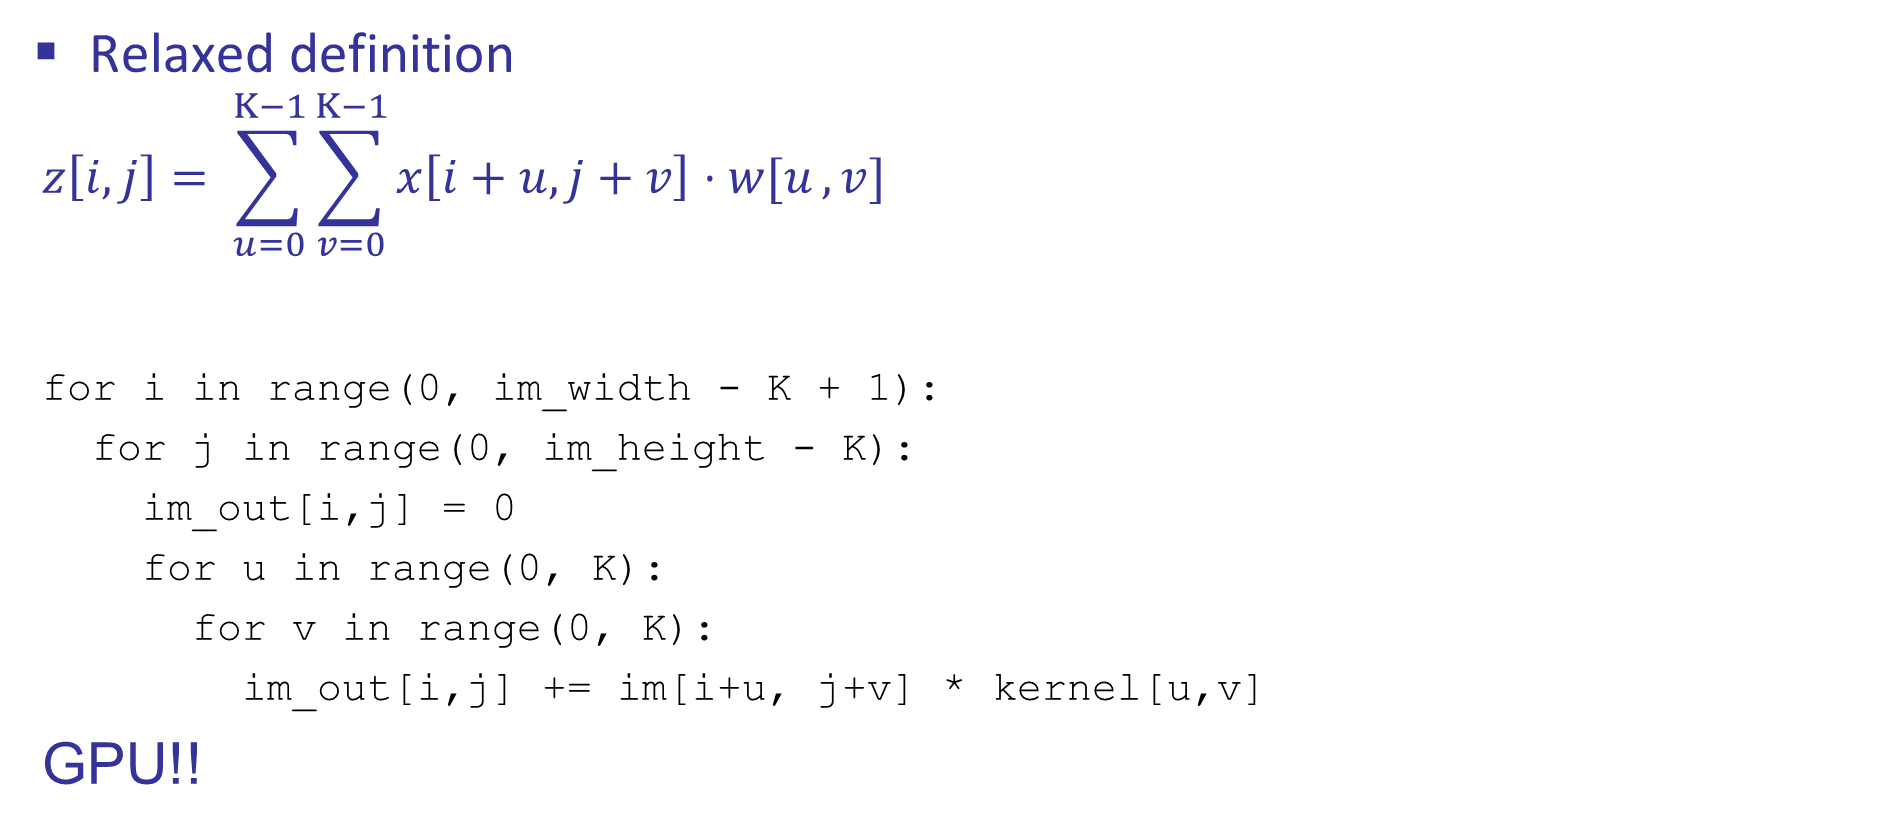 ▪ Relaxed definition
K−1 K−1
z[i,j] = ∑ ∑ x[i + u, j + v] · w[u , v]
u=0 v=0
for i in range(0, im_width - K + 1):
for j in range(0, im_height - K):
im_out[i,j] = 0
for u in range(0, K):
for v in range(0, K):
im_out[i,j] += im[i+u, j+v] * kernel[u,v]
GPU!!